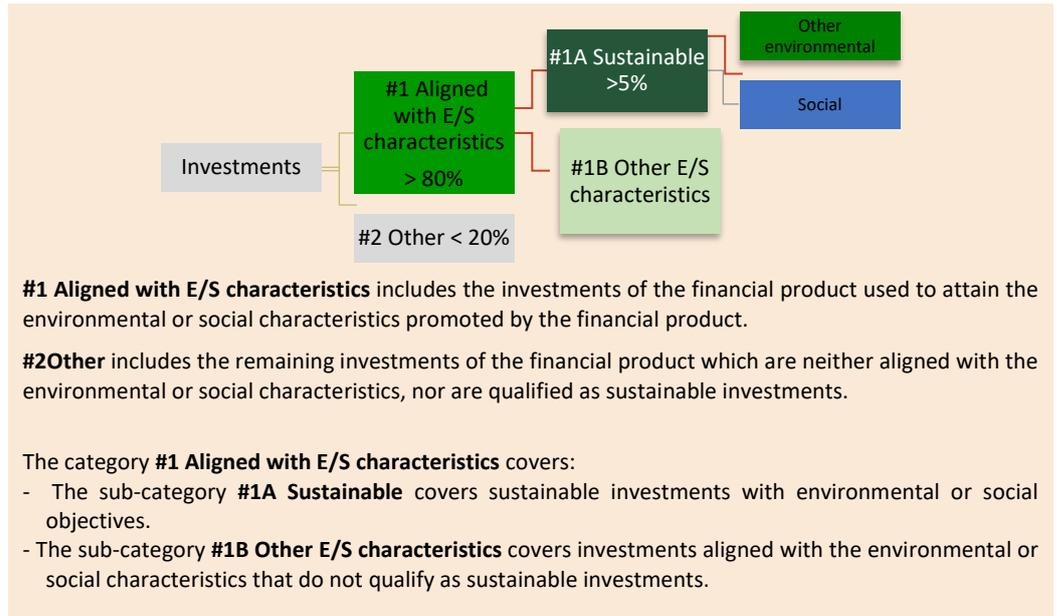 Other
environmental
#1A Sustainable
>5%
Social
#1 Aligned
with E/S
characteristics
> 80%
Investments
#1B Other E/S
characteristics
#2 Other < 20%
#1 Aligned with E/S characteristics includes the investments of the financial product used to attain the
environmental or social characteristics promoted by the financial product.
#2Other includes the remaining investments of the financial product which are neither aligned with the
environmental or social characteristics, nor are qualified as sustainable investments.
The category #1 Aligned with E/S characteristics covers:
- The sub-category #1A Sustainable covers sustainable investments with environmental or social
objectives.
- The sub-category #1B Other E/S characteristics covers investments aligned with the environmental or
social characteristics that do not qualify as sustainable investments.